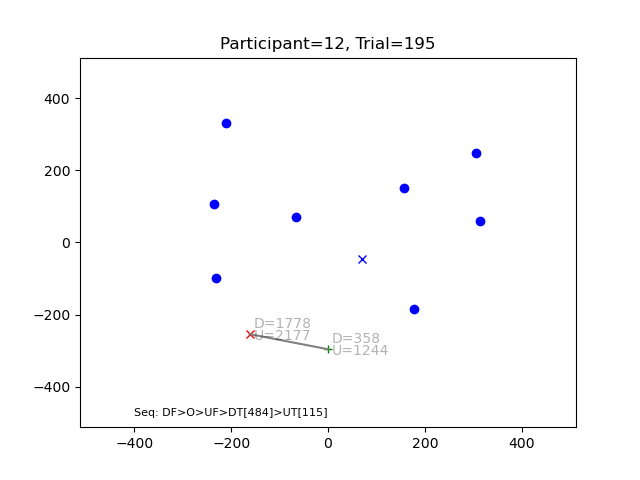 Participant=12, Trial=195
400
200
0
−200
−400
D=1778
U=2177
D=358
U=1244
Seq: DF>O>UF>DT[484]>UT[115]
−400
−200
0
200
400